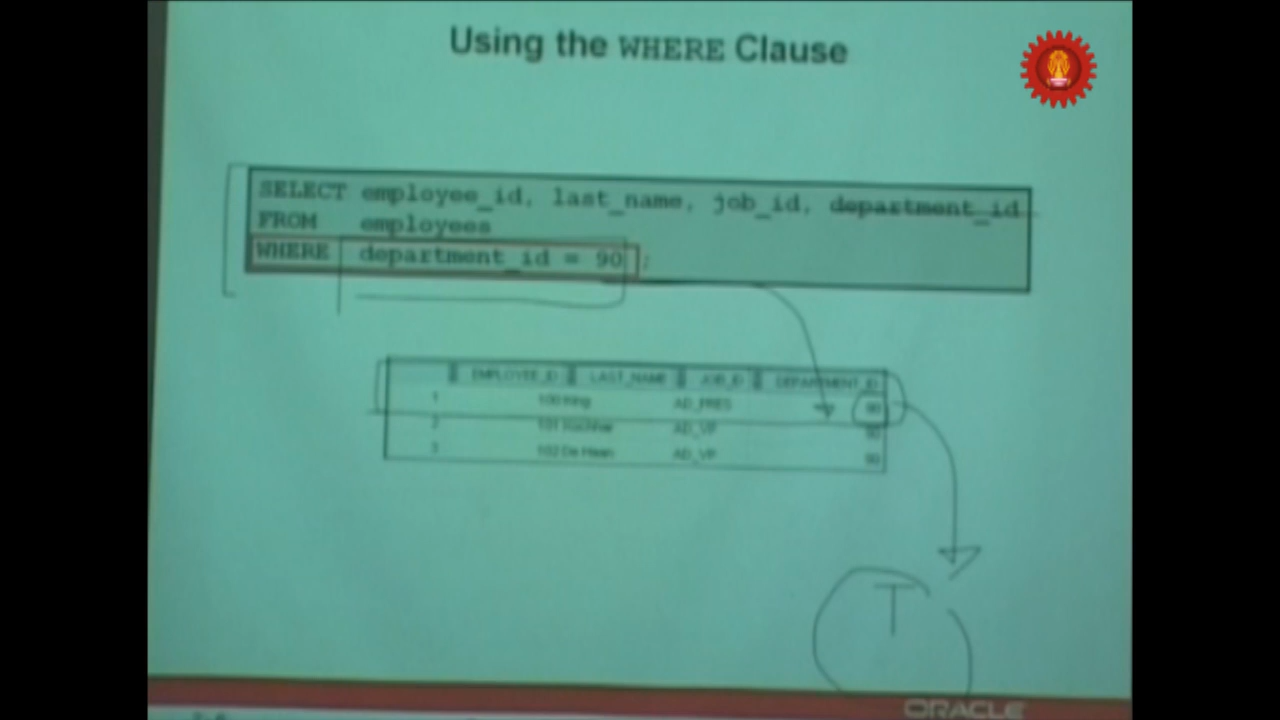 Using the WHERE Clause
SELECT employee_id, last_name, job_id, department_id
FROM employees
WHERE department_id = 90 ;
EMPLOYEE_ID LAST_NAME JOB_ID DEPARTMENT_ID
1 100 King AD_PRES 90
2 101 Kochhar AD_VP 90
3 102 De Haan AD_VP 90
T
ORACLE